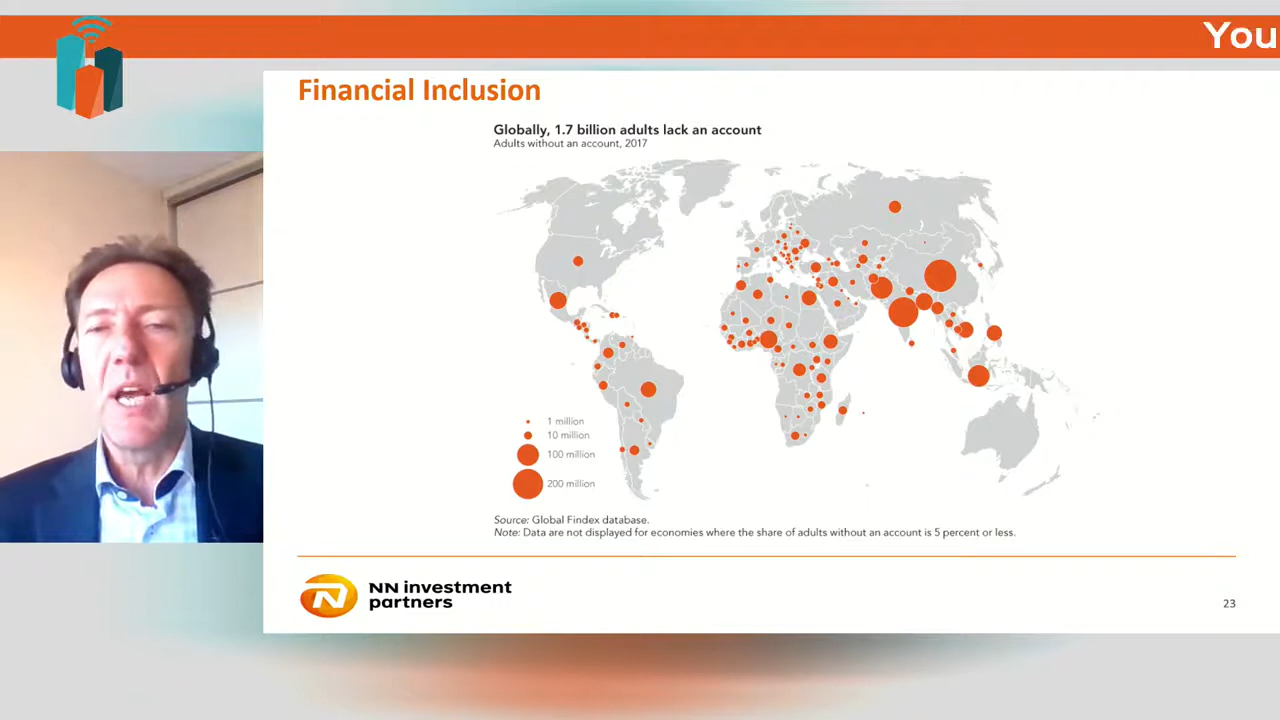 You
Financial Inclusion
Globally, 1.7 billion adults lack an account
Adults without an account, 2017
1 million
10 million
100 million
200 million
Source: Global Findex database.
Note: Data are not displayed for economies where the share of adults without an account is 5 percent or less.
NN investment
partners
23